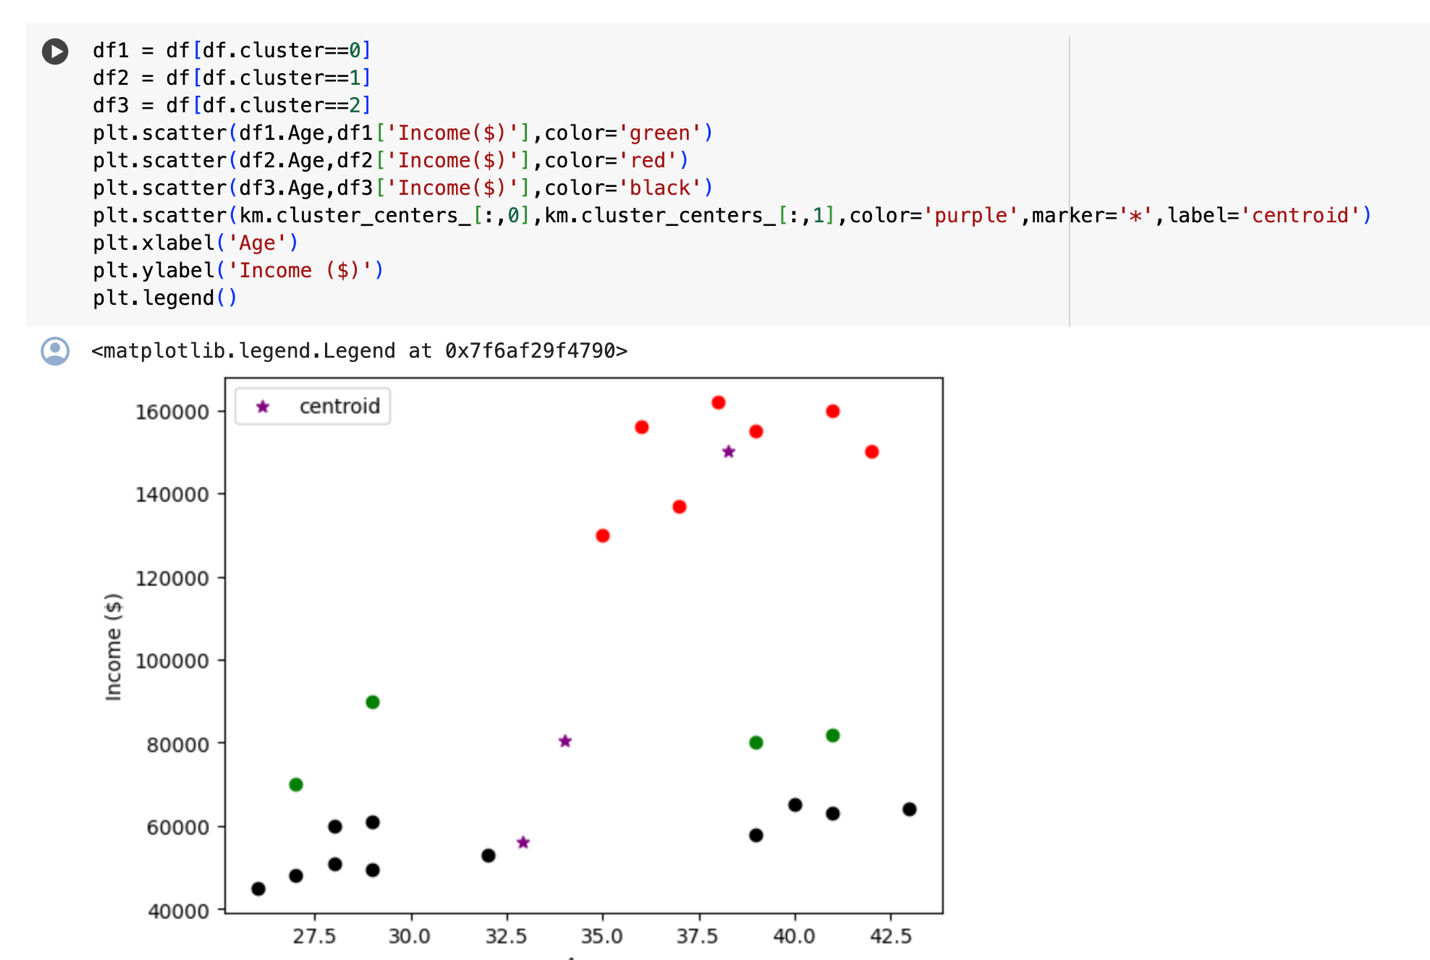 df1 = df[df.cluster==0]
df2 = df[df.cluster==1]
df3 = df[df.cluster==2]
plt.scatter(df1.Age,df1['Income($)'],color='green')
plt.scatter(df2.Age,df2['Income($)'],color='red')
plt.scatter(df3.Age,df3['Income($)'],color='black')
plt.scatter(km.cluster_centers_[:,0],km.cluster_centers_[:,1],color='purple',marker='*',label='centroid')
plt.xlabel('Age')
plt.ylabel('Income ($)')
plt.legend()
<matplotlib.legend.Legend at 0x7f6af29f4790>
centroid
160000
140000
120000
100000
80000
60000
40000
Income ($)
27.5 30.0 32.5 35.0 37.5 40.0 42.5